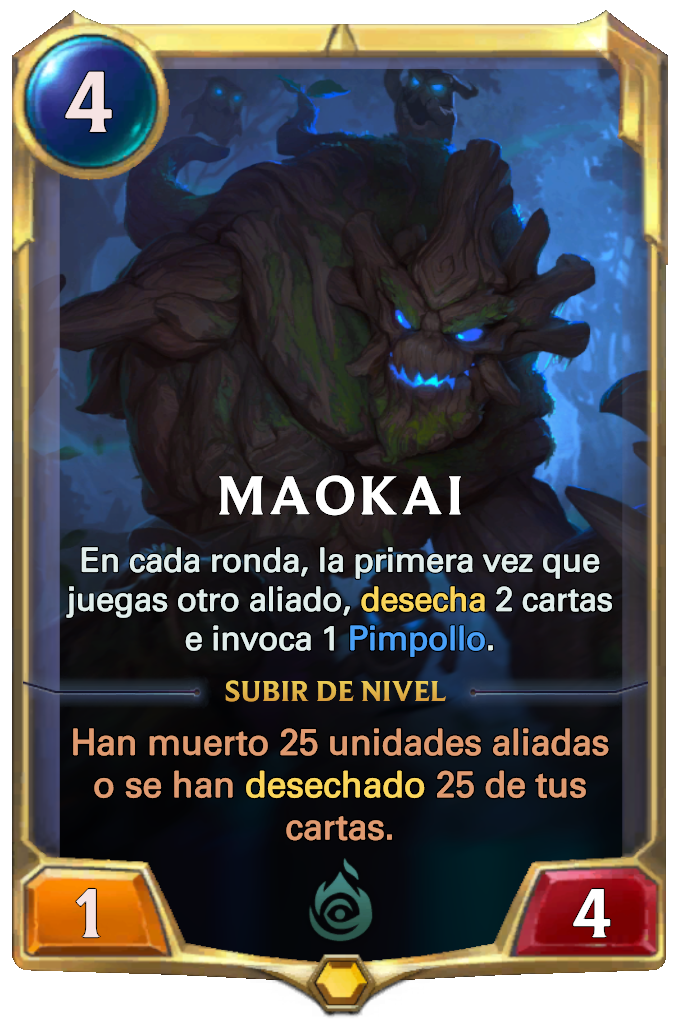 4
MAOKAI
En cada ronda, la primera vez que
juegas otro aliado, desecha 2 cartas
e invoca 1 Pimpollo.
SUBIR DE NIVEL
Han muerto 25 unidades aliadas
o se han desechado 25 de tus
cartas.
1
4